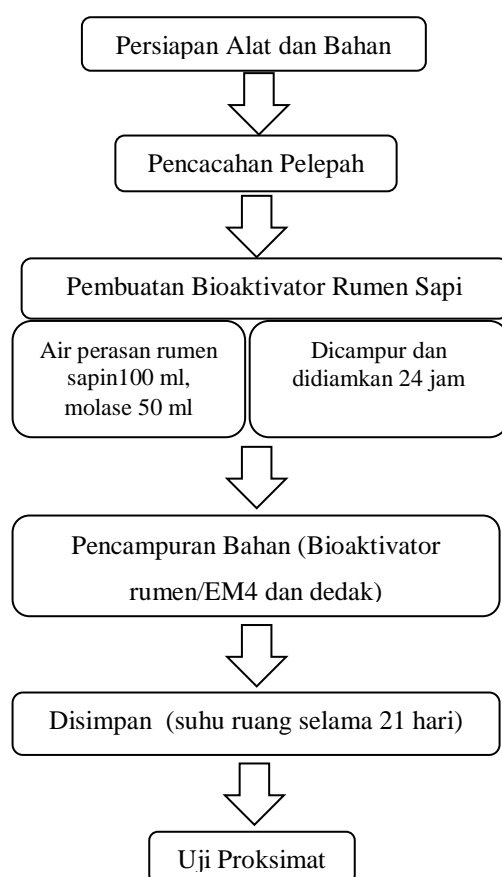 Persiapan Alat dan Bahan
Pencacahan Pelepah
Pembuatan Bioaktivator Rumen Sapi
Air perasan rumen
sapin100 ml,
molase 50 ml
Dicampur dan
didiamkan 24 jam
Pencampuran Bahan (Bioaktivator
rumen/EM4 dan dedak)
Disimpan (suhu ruang selama 21 hari)
Uji Proksimat